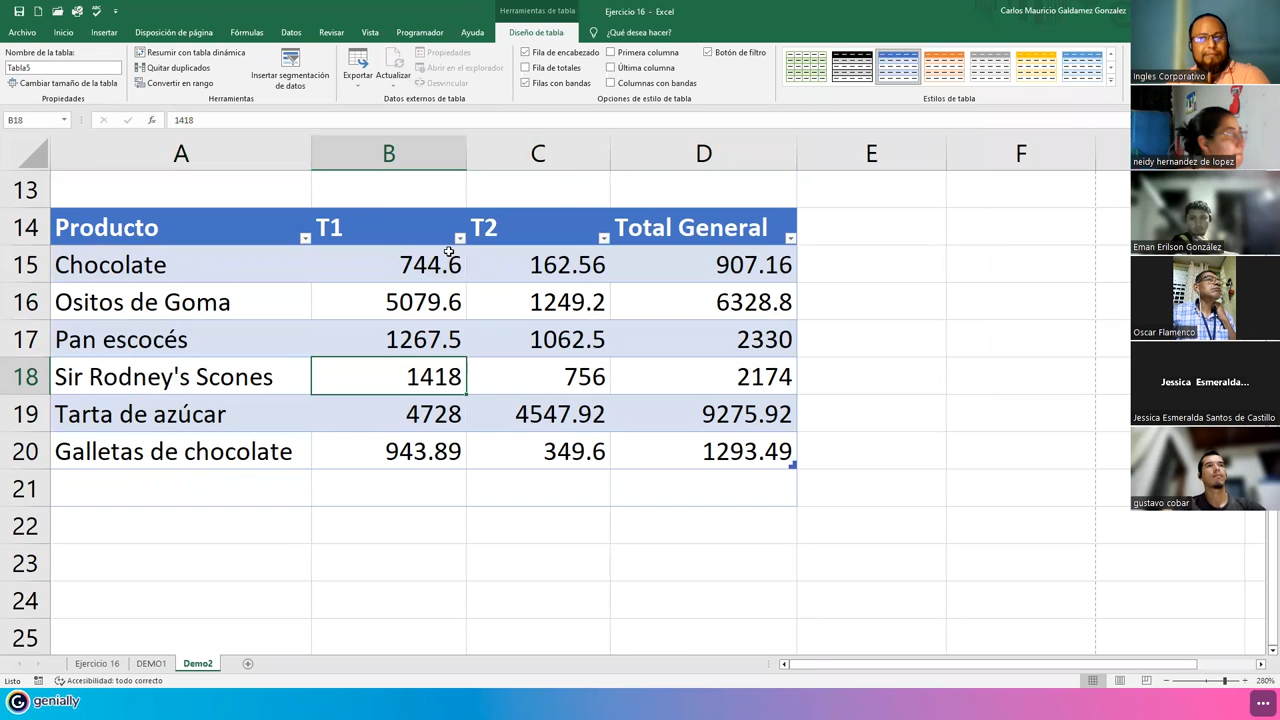 Herramientas de tabla
Ejercicio 16 - Excel
Carlos Mauricio Galdamez Gonzalez
Archivo
Inicio
Insertar
Disposición de página
Fórmulas
Datos
Revisar
Vista
Programador
Ayuda
Diseño de tabla
¿Qué desea hacer?
Nombre de la tabla:
Tabla5
Cambiar tamaño de la tabla
Propiedades
Resumir con tabla dinámica
Quitar duplicados
Convertir en rango
Herramientas
Insertar segmentación
de datos
Exportar
Actualizar
Propiedades
Abrir en el explorador
Desvincular
Datos externos de tabla
Fila de encabezado
Fila de totales
Filas con bandas
Primera columna
Última columna
Columnas con bandas
Botón de filtro
Opciones de estilo de tabla
Estilos de tabla
B18
fx
1418
A B C D E F
13
14 Producto T1 T2 Total General
15 Chocolate 744.6 162.56 907.16
16 Ositos de Goma 5079.6 1249.2 6328.8
17 Pan escocés 1267.5 1062.5 2330
18 Sir Rodney's Scones 1418 756 2174
19 Tarta de azúcar 4728 4547.92 9275.92
20 Galletas de chocolate 943.89 349.6 1293.49
21
22
23
24
25
Ejercicio 16
DEMO1
Demo2
Listo
Accesibilidad: todo correcto
280%
genially
Ingles Corporativo
neidy hernandez de lopez
Eman Erilson González
Oscar Flamenco
Jessica Esmeralda...
Jessica Esmeralda Santos de Castillo
gustavo cobar